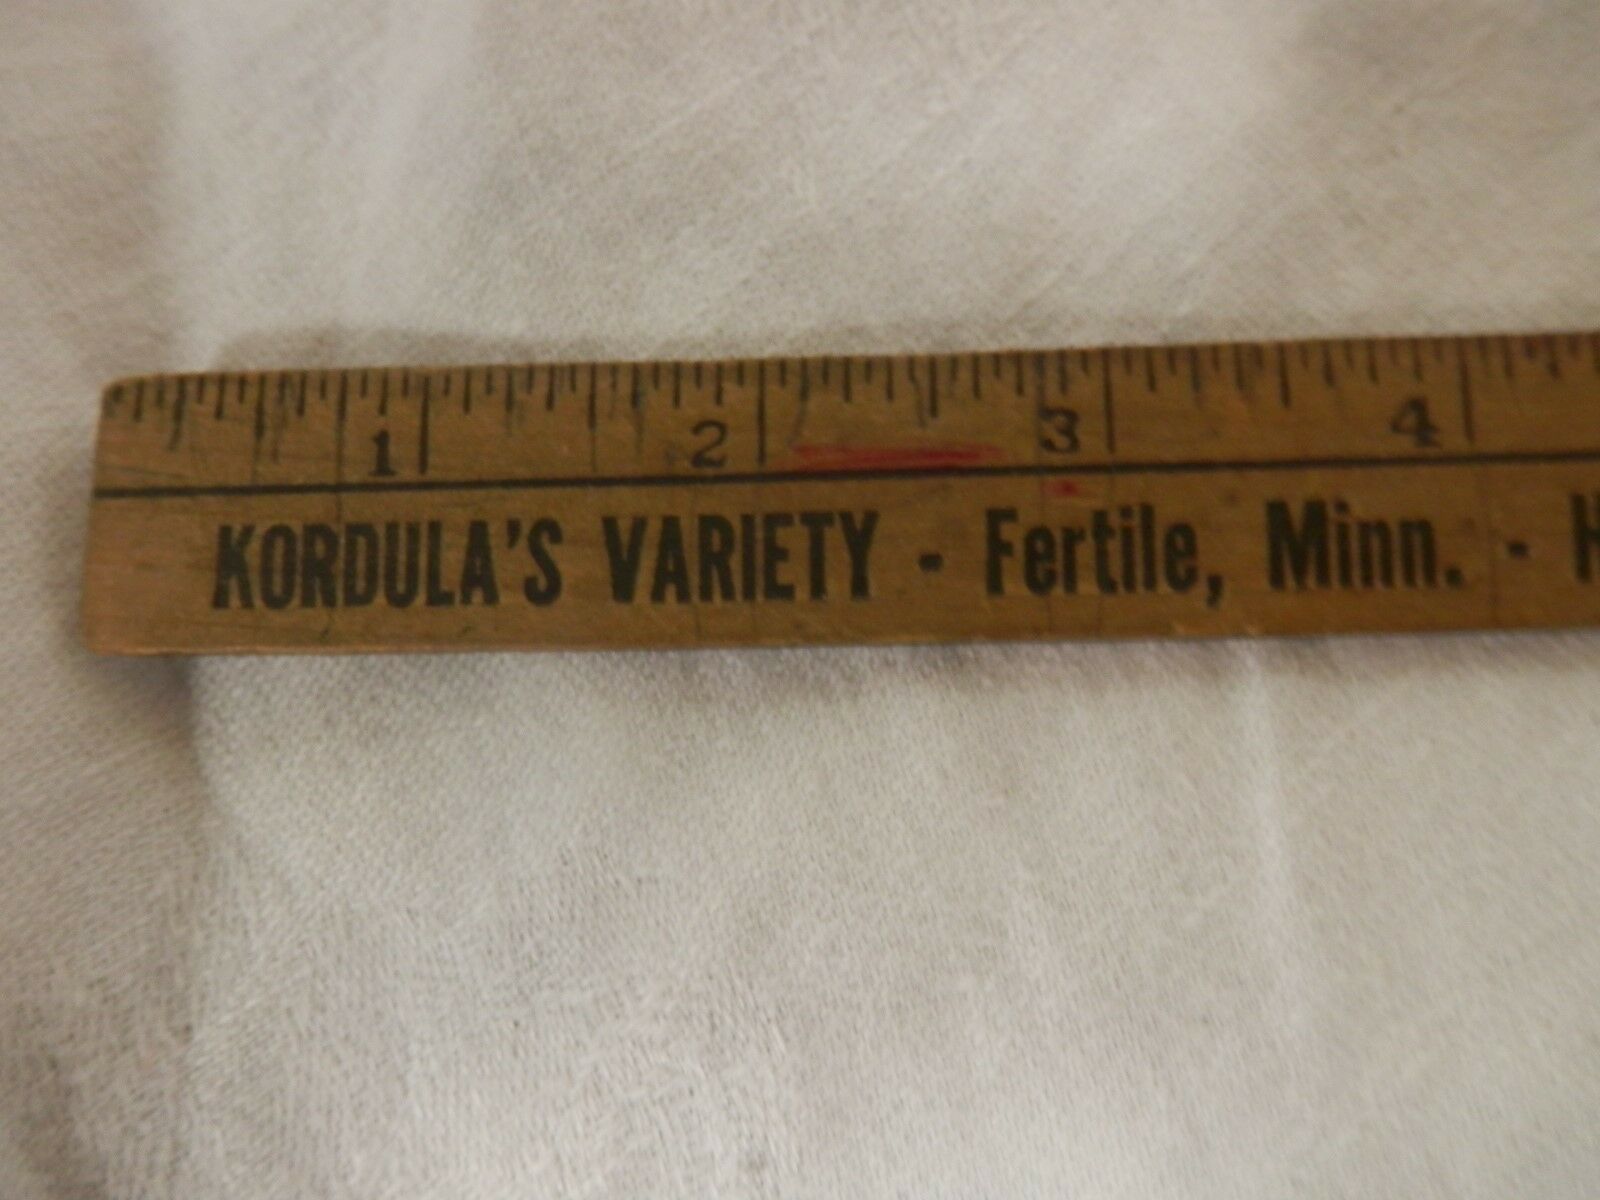 1 2 3 4
KORDULA'S VARIETY - Fertile, Minn. - H